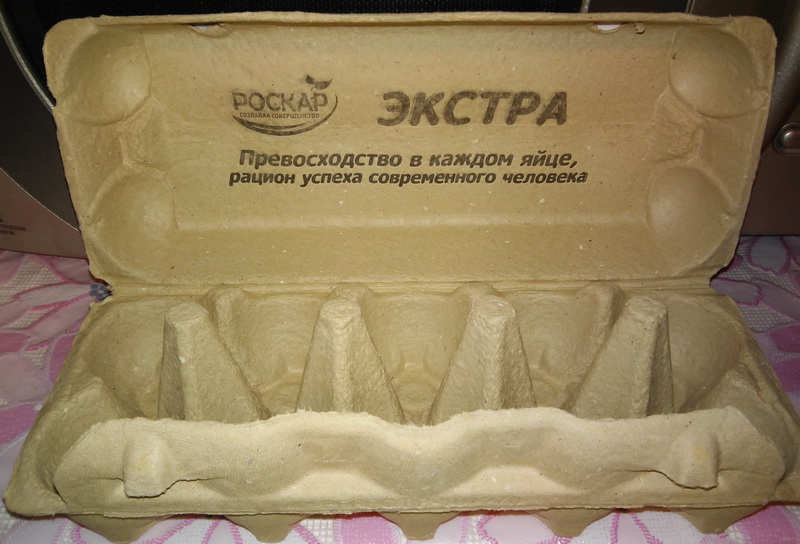 РОСКАР
СОЗДАВАЯ СОВЕРШЕНСТВО
ЭКСТРА
Превосходство в каждом яйце,
рацион успеха современного человека